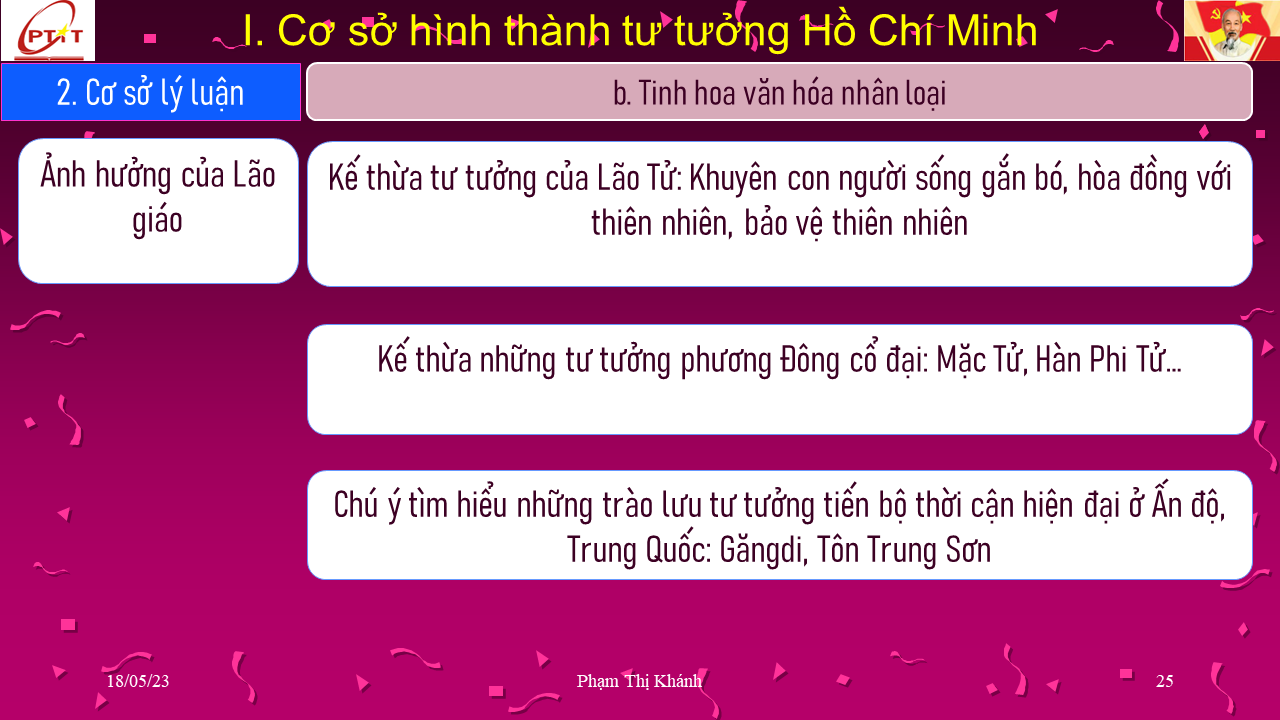 PTIT
I. Cơ sở hình thành tư tưởng Hồ Chí Minh
2. Cơ sở lý luận
b. Tinh hoa văn hóa nhân loại
Ảnh hưởng của Lão
giáo
Kế thừa tư tưởng của Lão Tử: Khuyên con người sống gắn bó, hòa đồng với
thiên nhiên, bảo vệ thiên nhiên
Kế thừa những tư tưởng phương Đông cổ đại: Mặc Tử, Hàn Phi Tử...
Chú ý tìm hiểu những trào lưu tư tưởng tiến bộ thời cận hiện đại ở Ấn độ,
Trung Quốc: Găngdi, Tôn Trung Sơn
18/05/23
Phạm Thị Khánh
25